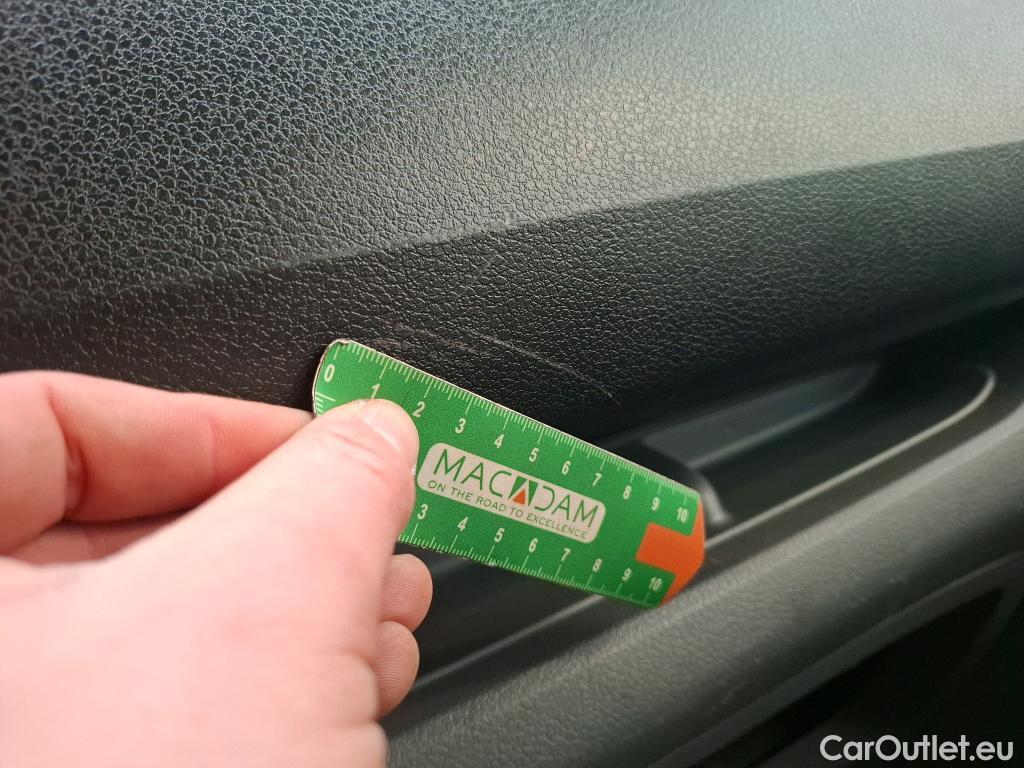 0 1 2 3 4 5 6 7 8 9 10
MACADAM
ON THE ROAD TO EXCELLENCE
3 4 5 6 7 8 9 10
CarOutlet.eu